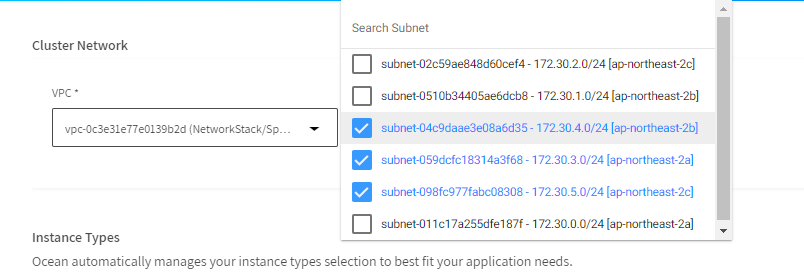 Search Subnet
Cluster Network
subnet-02c59ae848d60cef4 - 172.30.2.0/24 [ap-northeast-2c]
VPC *
subnet-0510b34405ae6dcb8 - 172.30.1.0/24 [ap-northeast-2b]
vpc-0c3e31e77e0139b2d (NetworkStack/Sp...
subnet-04c9daae3e08a6d35 - 172.30.4.0/24 [ap-northeast-2b]
subnet-059dcfc18314a3f68 - 172.30.3.0/24 [ap-northeast-2a]
subnet-098fc977fabc08308 - 172.30.5.0/24 [ap-northeast-2c]
subnet-011c17a255dfe187f - 172.30.0.0/24 [ap-northeast-2a]
Instance Types
Ocean automatically manages your instance types selection to best fit your application needs.